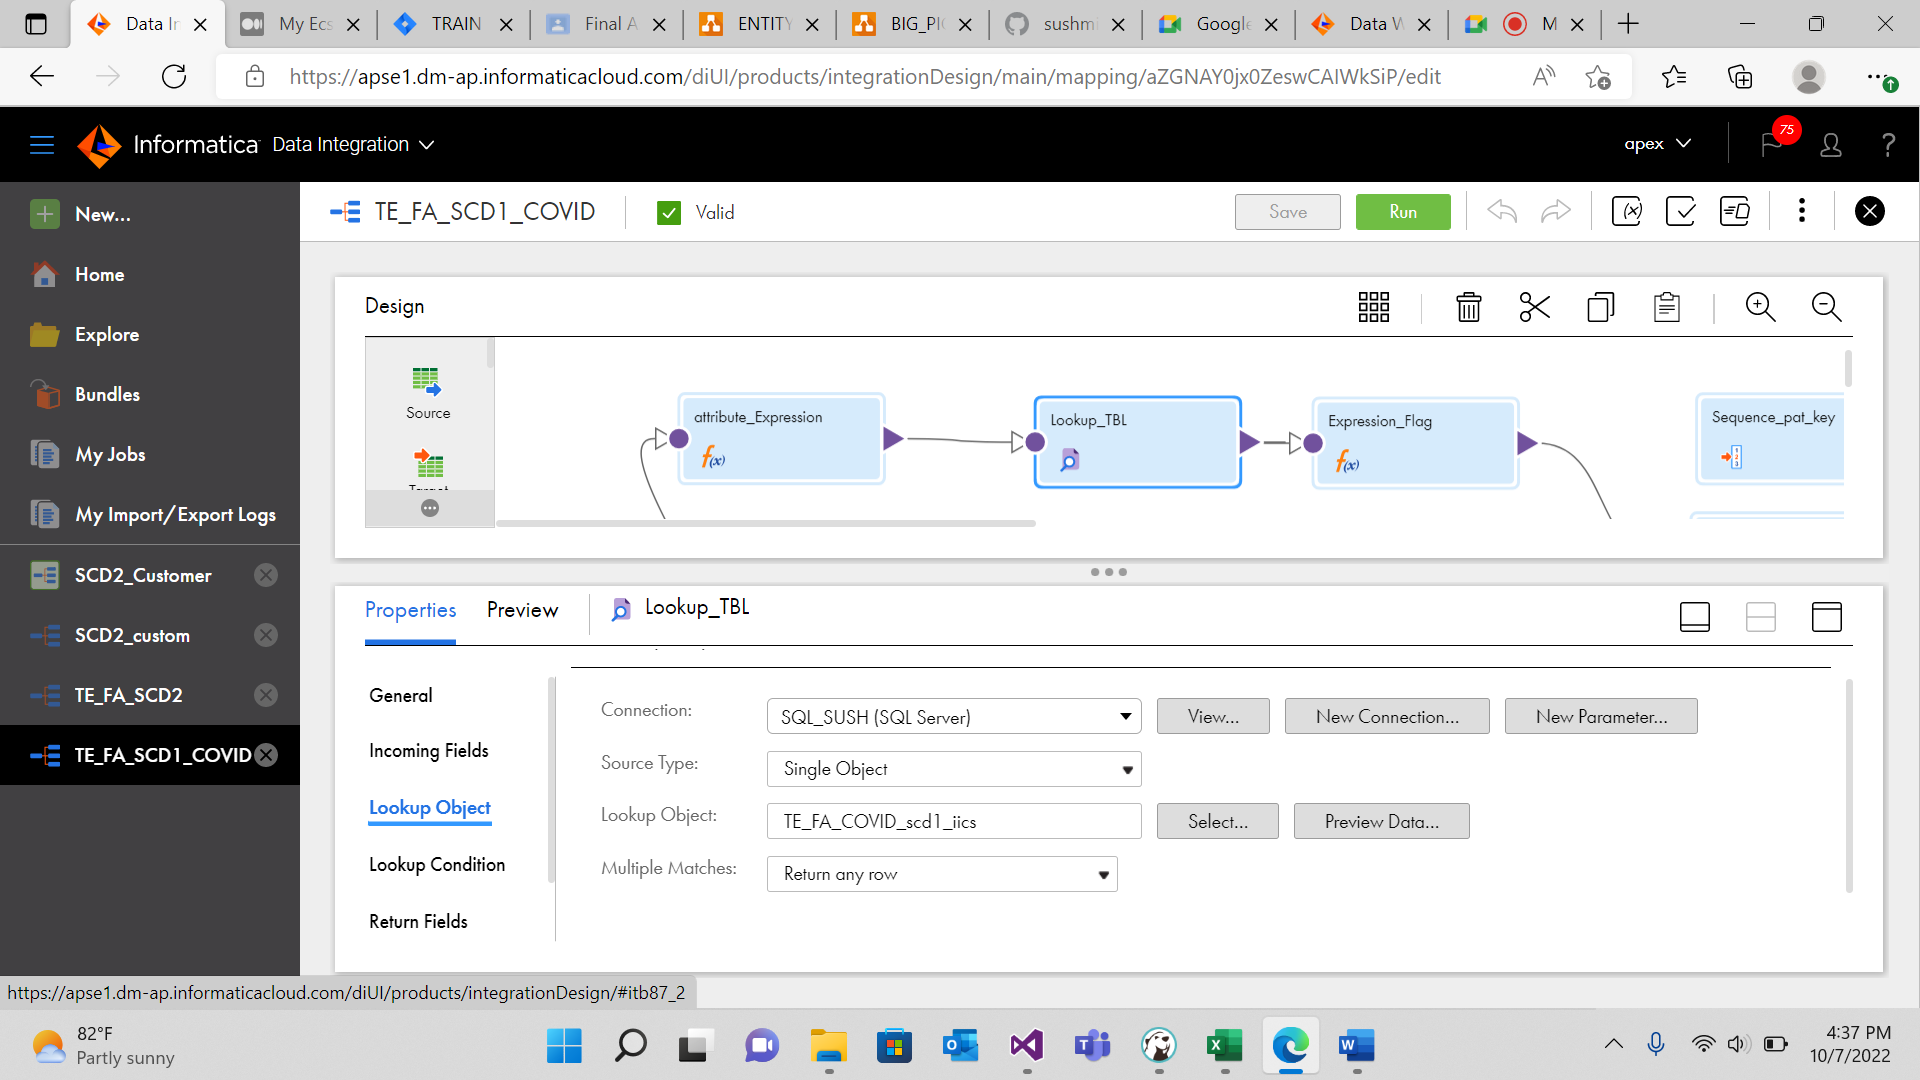 Data In
My Ecs
TRAIN
Final A
ENTITY
BIG_PIC
sushmi
Google
Data W
M
https://apse1.dm-ap.informaticacloud.com/diUI/products/integrationDesign/main/mapping/aZGNAY0jx0ZeswCAIWkSiP/edit
Informatica Data Integration
apex
75
?
New...
Home
Explore
Bundles
My Jobs
My Import/Export Logs
SCD2_Customer
SCD2_custom
TE_FA_SCD2
TE_FA_SCD1_COVID
TE_FA_SCD1_COVID
Valid
Save
Run
Design
Source
Target
attribute_Expression
f(x)
Lookup_TBL
Expression_Flag
f(x)
Sequence_pat_key
Properties
Preview
Lookup_TBL
General
Incoming Fields
Lookup Object
Lookup Condition
Return Fields
Connection: SQL_SUSH (SQL Server) View... New Connection... New Parameter...
Source Type: Single Object
Lookup Object: TE_FA_COVID_scd1_iics Select... Preview Data...
Multiple Matches: Return any row
https://apse1.dm-ap.informaticacloud.com/diUI/products/integrationDesign/#itb87_2
82°F
Partly sunny
4:37 PM
10/7/2022